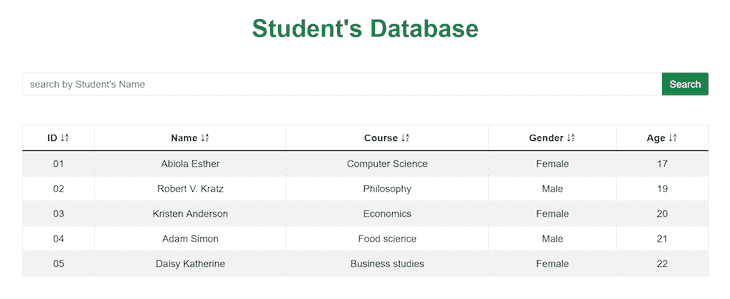 Student's Database
search by Student's Name Search
ID Name Course Gender Age
01 Abiola Esther Computer Science Female 17
02 Robert V. Kratz Philosophy Male 19
03 Kristen Anderson Economics Female 20
04 Adam Simon Food science Male 21
05 Daisy Katherine Business studies Female 22